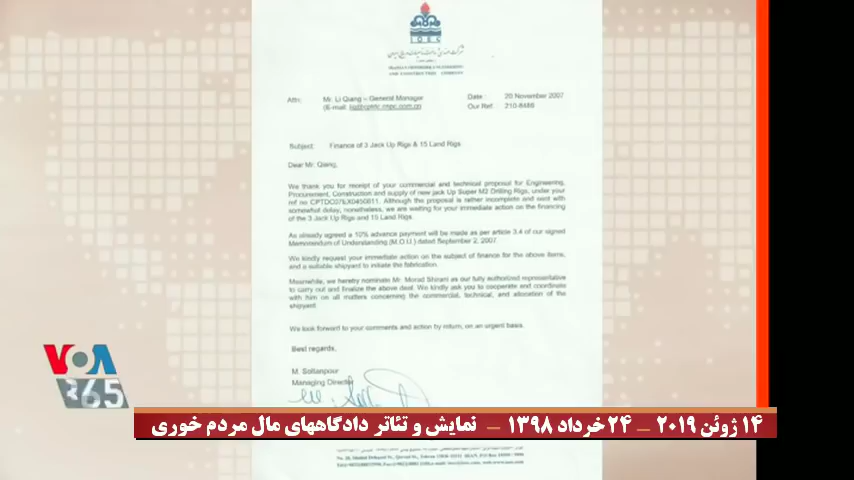 I O E C
IRANIAN OFFSHORE ENGINEERING
AND CONSTRUCTION COMPANY
Attn: Mr. Li Qiang – General Manager
Date : 20 November 2007
(E-mail:
Our Ref: 210-8486
Subject: Finance of 3 Jack Up Rigs & 15 Land Rigs
Dear Mr. Qiang,
We thank you for receipt of your commercial and technical proposal for Engineering,
Procurement, Construction and supply of new jack Up Super M2 Drilling Rigs, under your
ref no Although the proposal is rather incomplete and sent with
somewhat delay, nonetheless, we are waiting for your immediate action on the financing
of the 3 Jack Up Rigs and 15 Land Rigs
As already agreed a 10% advance payment will be made as per article 3.4 of our signed
Memorandum of Understanding (M.O.U.) dated September 2, 2007.
We kindly request your immediate action on the subject of finance for the above items,
and a suitable shipyard to initiate the fabrication.
Meanwhile, we hereby nominate Mr. Morad Shirani as our fully authorized representative
to carry out and finalize the above deal. We kindly ask you to cooperate and coordinate
with him on all matters concerning the commercial, technical, and allocation of the
shipyard.
We look forward to your comments and action by return, on an urgent basis.
Best regards,
M. Soltanpour
Managing Director
VOA
365
۱۴ ژوئن ۲۰۱۹ – ۲۴ خرداد ۱۳۹۸ – نمایش و تئاتر دادگاههای مال مردم خوری